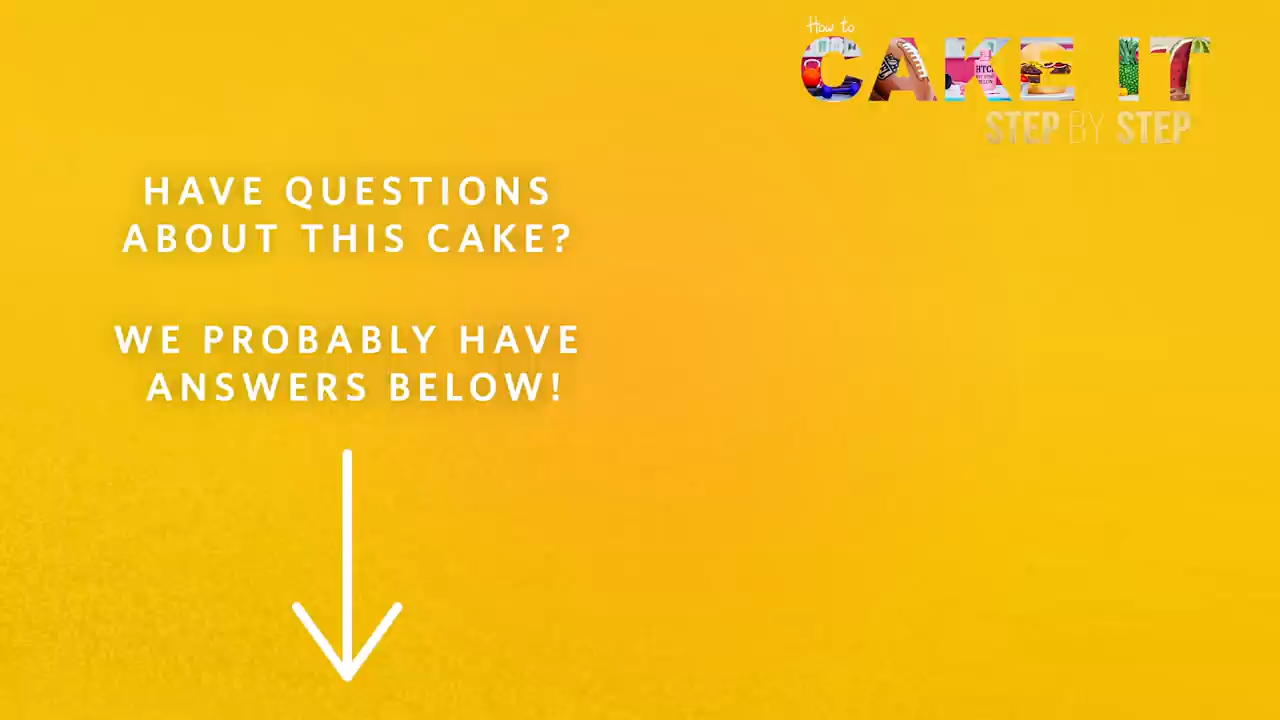 How to
CAKE IT
STEP BY STEP
HAVE QUESTIONS
ABOUT THIS CAKE?
WE PROBABLY HAVE
ANSWERS BELOW!